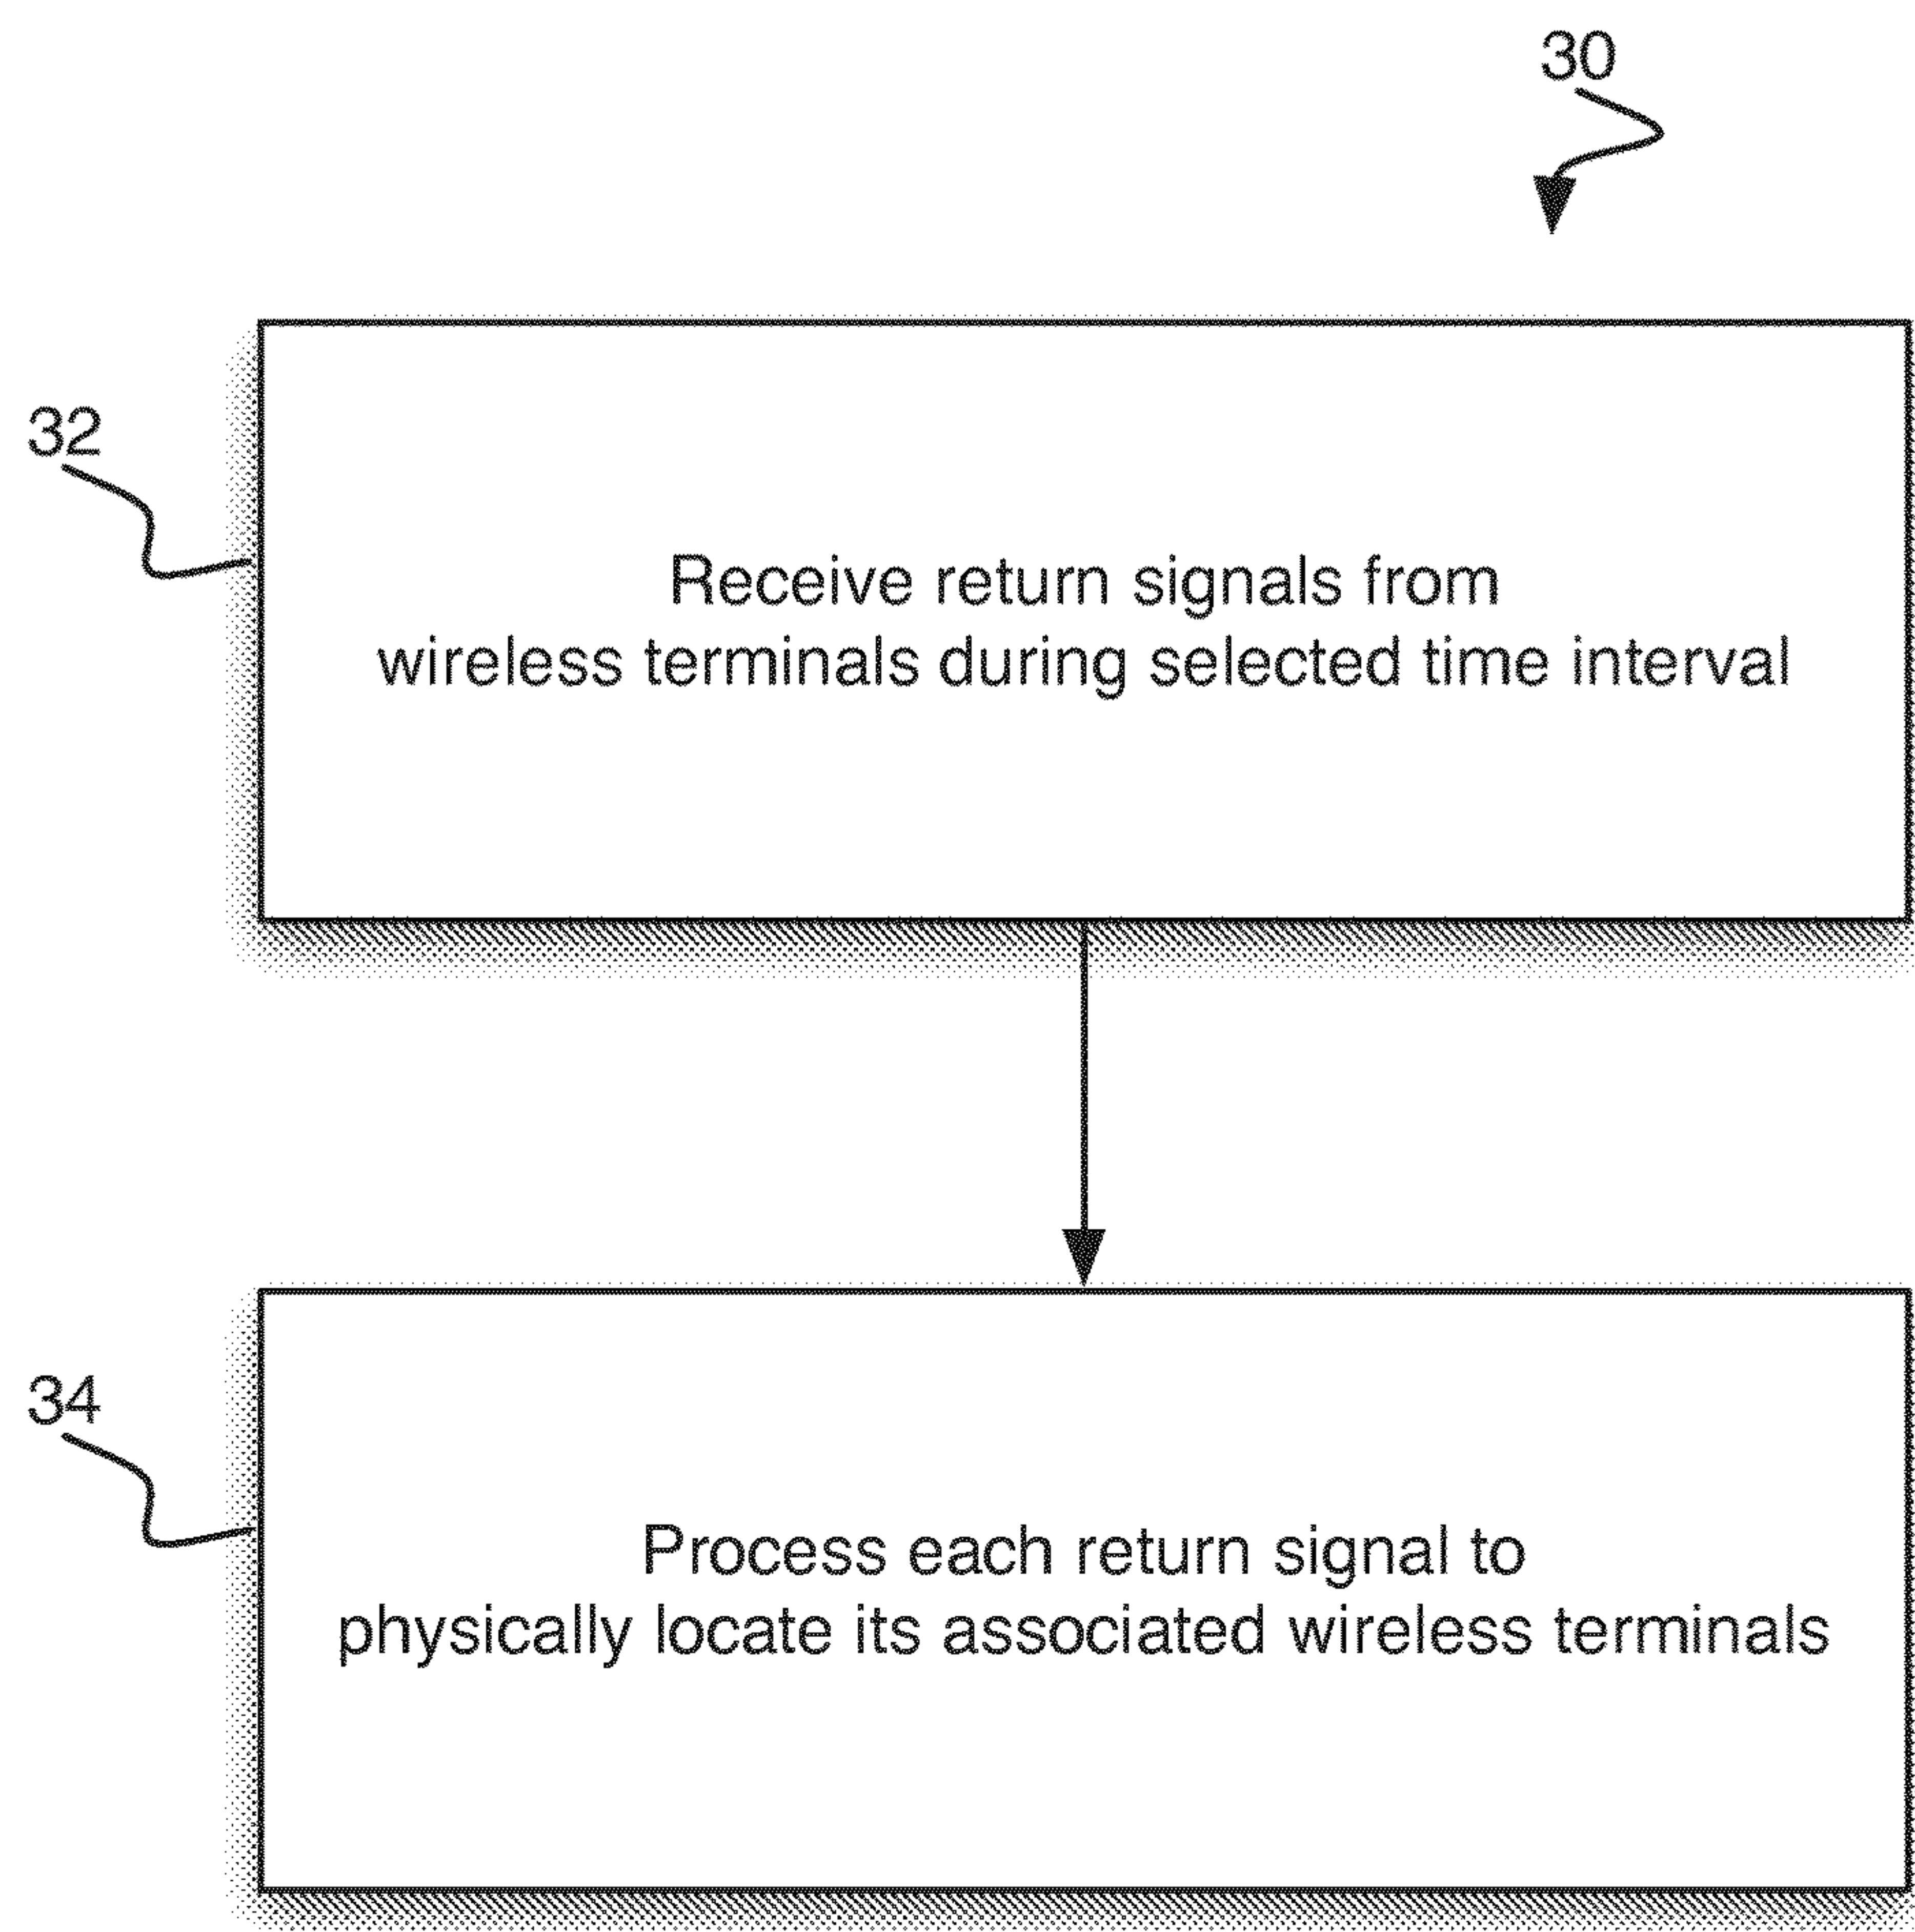 30
32
Receive return signals from
wireless terminals during selected time interval
34
Process each return signal to
physically locate its associated wireless terminals